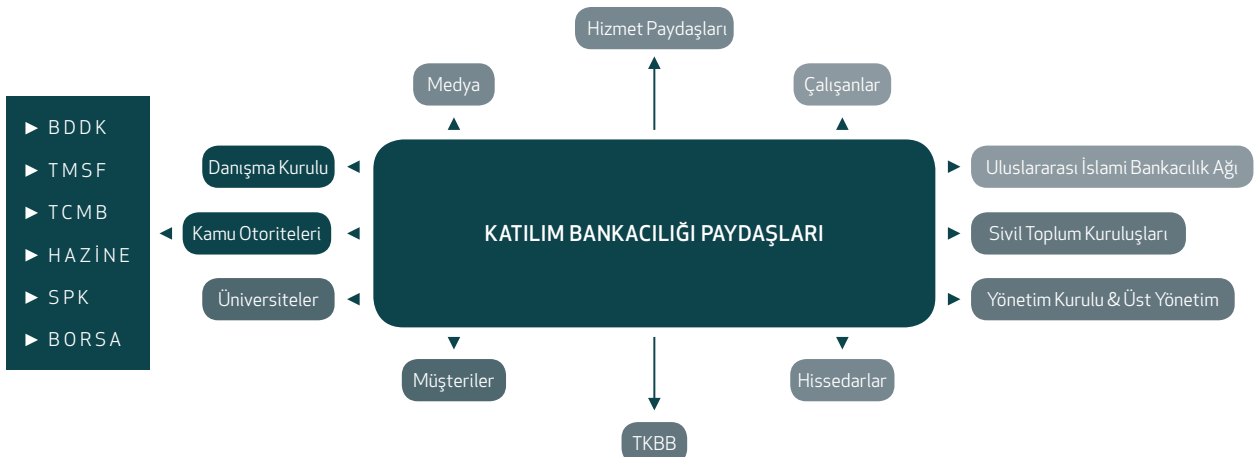 Hizmet Paydaşları
Medya
Çalışanlar
► BDDK
► TMSF
► TCMB
► HAZİNE
► SPK
► BORSA
Danışma Kurulu
Kamu Otoriteleri
Üniversiteler
KATILIM BANKACILIĞI PAYDAŞLARI
Uluslararası İslami Bankacılık Ağı
Sivil Toplum Kuruluşları
Yönetim Kurulu & Üst Yönetim
Müşteriler
Hissedarlar
TKBB